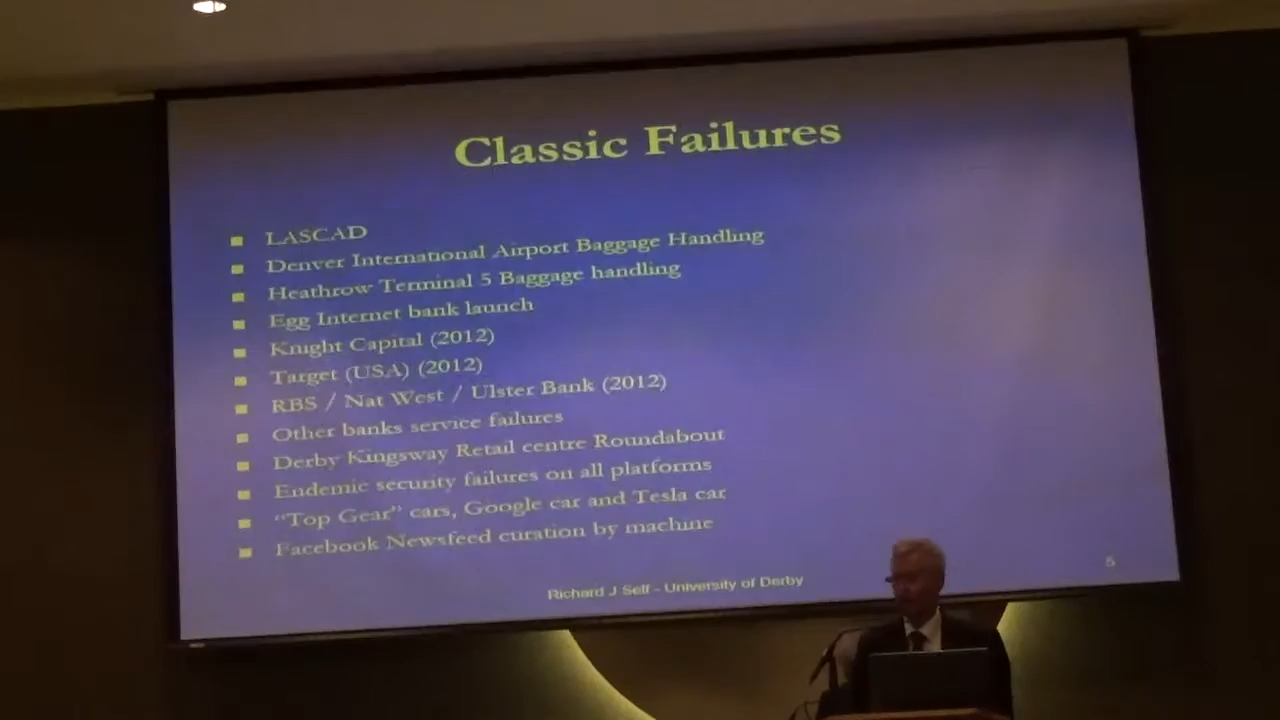 Classic Failures
LASCAD
Denver International Airport Baggage Handling
Heathrow Terminal 5 Baggage handling
Egg Internet bank launch
Knight Capital (2012)
Target (USA) (2012)
RBS / Nat West / Ulster Bank (2012)
Other banks service failures
Derby Kingsway Retail centre Roundabout
Endemic security failures on all platforms
"Top Gear" cars, Google car and Tesla car
Facebook Newsfeed curation by machine
Richard J Self - University of Derby
5